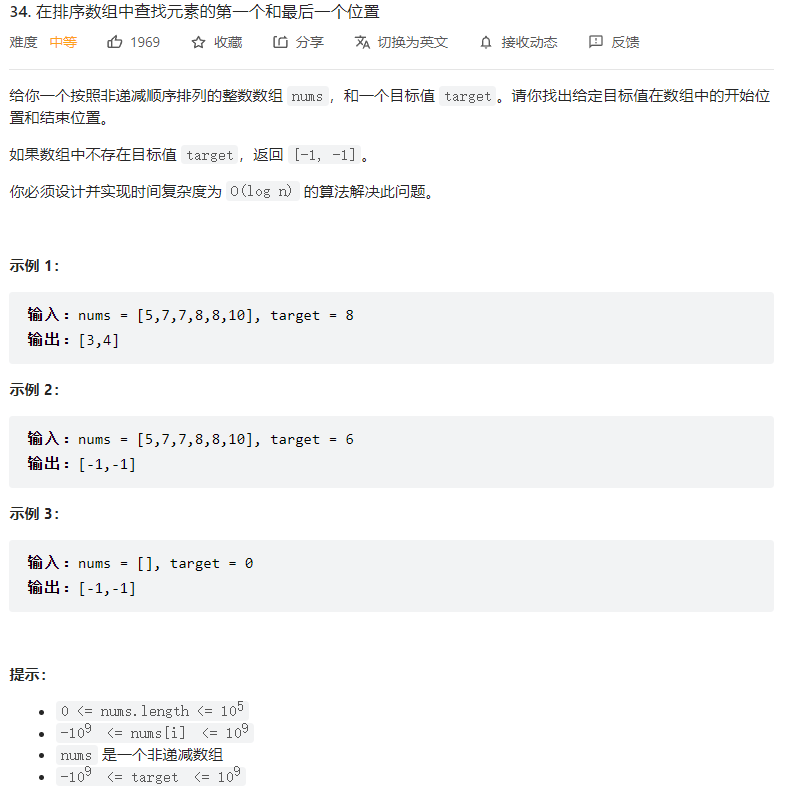 34. 在排序数组中查找元素的第一个和最后一个位置
难度 中等 1969 收藏 分享 切换为英文 接收动态 反馈
给你一个按照非递减顺序排列的整数数组 nums，和一个目标值 target。请你找出给定目标值在数组中的开始位
置和结束位置。
如果数组中不存在目标值 target，返回 [-1, -1]。
你必须设计并实现时间复杂度为 O(log n) 的算法解决此问题。
示例 1：
输入：nums = [5,7,7,8,8,10], target = 8
输出：[3,4]
示例 2：
输入：nums = [5,7,7,8,8,10], target = 6
输出：[-1,-1]
示例 3：
输入：nums = [], target = 0
输出：[-1,-1]
提示：
• 0 <= nums.length <= 10⁵
• -10⁹ <= nums[i] <= 10⁹
• nums 是一个非递减数组
• -10⁹ <= target <= 10⁹